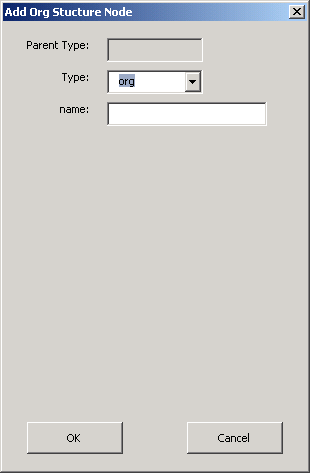 Add Org Stucture Node
Parent Type:
Type: org
name:
OK Cancel